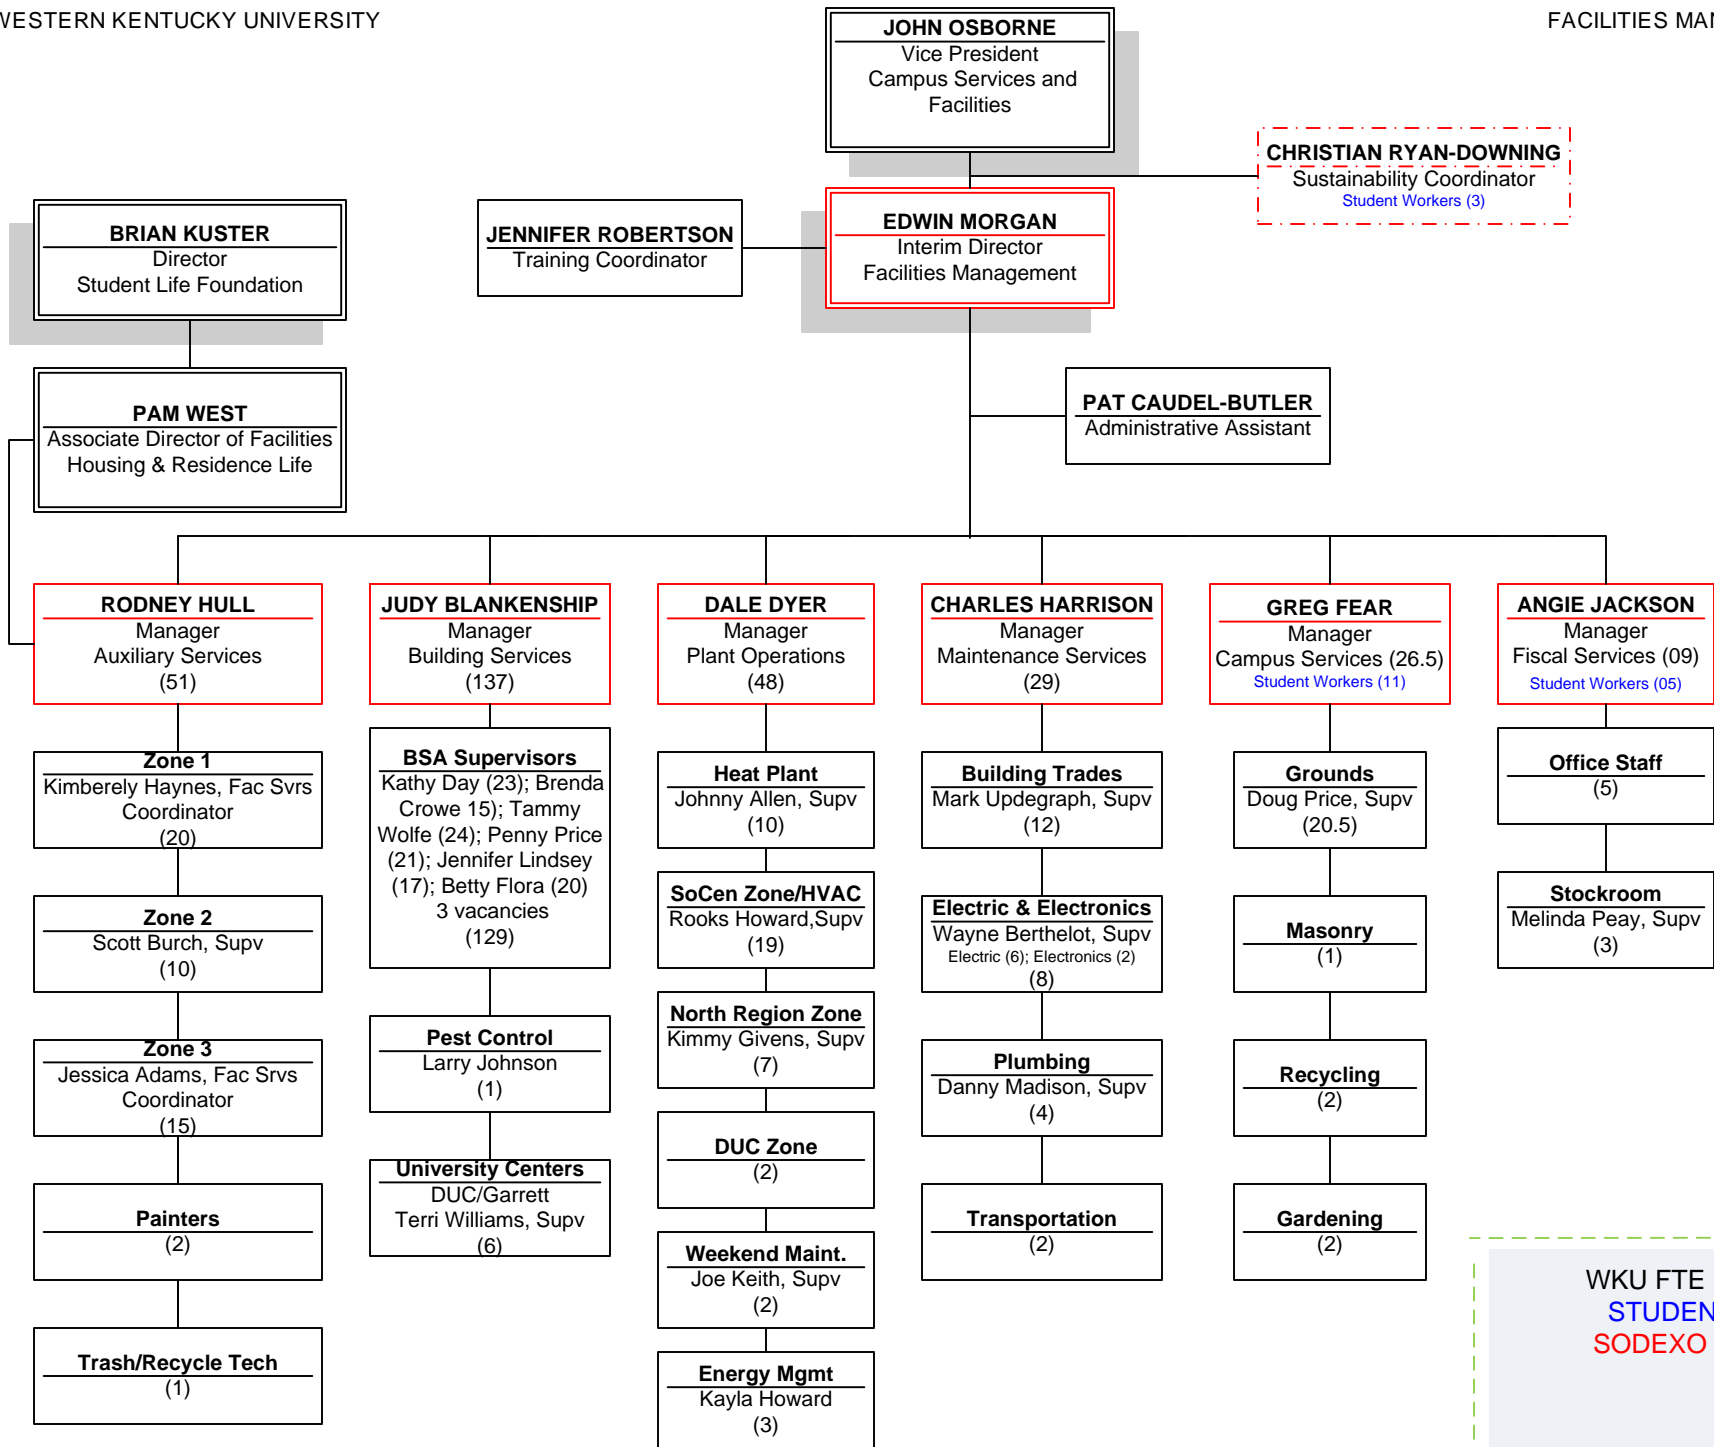 WESTERN KENTUCKY UNIVERSITY
JOHN OSBORNE
Vice President
Campus Services and
Facilities
CHRISTIAN RYAN-DOWNING
Sustainability Coordinator
Student Workers (3)
BRIAN KUSTER
Director
Student Life Foundation
JENNIFER ROBERTSON
Training Coordinator
EDWIN MORGAN
Interim Director
Facilities Management
PAM WEST
Associate Director of Facilities
Housing & Residence Life
PAT CAUDEL-BUTLER
Administrative Assistant
RODNEY HULL
Manager
Auxiliary Services
(51)
Zone 1
Kimberely Haynes, Fac Svrs
Coordinator
(20)
Zone 2
Scott Burch, Supv
(10)
Zone 3
Jessica Adams, Fac Srvs
Coordinator
(15)
Painters
(2)
Trash/Recycle Tech
(1)
JUDY BLANKENSHIP
Manager
Building Services
(137)
BSA Supervisors
Kathy Day (23); Brenda
Crowe 15); Tammy
Wolfe (24); Penny Price
(21); Jennifer Lindsey
(17); Betty Flora (20)
3 vacancies
(129)
Pest Control
Larry Johnson
(1)
University Centers
DUC/Garrett
Terri Williams, Supv
(6)
DALE DYER
Manager
Plant Operations
(48)
Heat Plant
Johnny Allen, Supv
(10)
SoCen Zone/HVAC
Rooks Howard,Supv
(19)
North Region Zone
Kimmy Givens, Supv
(7)
DUC Zone
(2)
Weekend Maint.
Joe Keith, Supv
(2)
Energy Mgmt
Kayla Howard
(3)
CHARLES HARRISON
Manager
Maintenance Services
(29)
Building Trades
Mark Updegraph, Supv
(12)
Electric & Electronics
Wayne Berthelot, Supv
Electric (6); Electronics (2)
(8)
Plumbing
Danny Madison, Supv
(4)
Transportation
(2)
GREG FEAR
Manager
Campus Services (26.5)
Student Workers (11)
Grounds
Doug Price, Supv
(20.5)
Masonry
(1)
Recycling
(2)
Gardening
(2)
ANGIE JACKSON
Manager
Fiscal Services (09)
Student Workers (05)
Office Staff
(5)
Stockroom
Melinda Peay, Supv
(3)
FACILITIES
WKU FTE
SODEXO